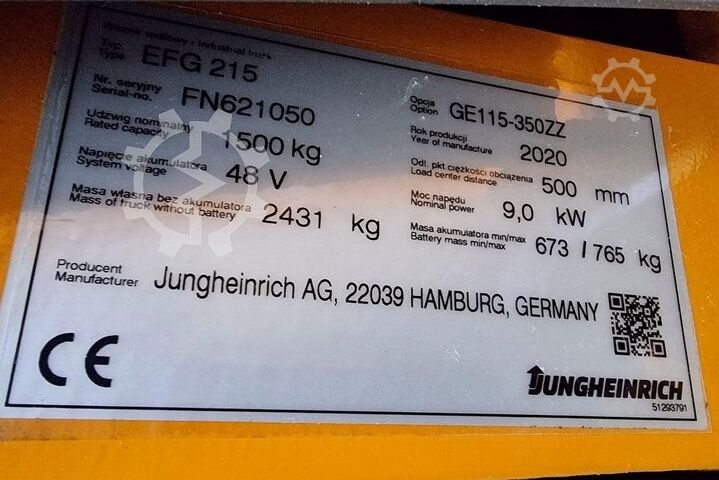 Wózek widłowy - Industrial truck
Typ
Type
EFG 215
Nr. seryjny
Serial-no.
FN621050
Opcja
Option
GE115-350ZZ
Udźwig nominalny
Rated capacity
1500 kg
Rok produkcji
Year of manufacture
2020
Napięcie akumulatora
System voltage
48 V
Odl. pkt ciężkości obciążenia
Load center distance
500 mm
Masa własna bez akumulatora
Mass of truck without battery
2431 kg
Moc napędu
Nominal power
9,0 kW
Masa akumulatora min/max
Battery mass min/max
673 / 765 kg
Producent
Manufacturer
Jungheinrich AG, 22039 HAMBURG, GERMANY
CE
JUNGHEINRICH
51293791